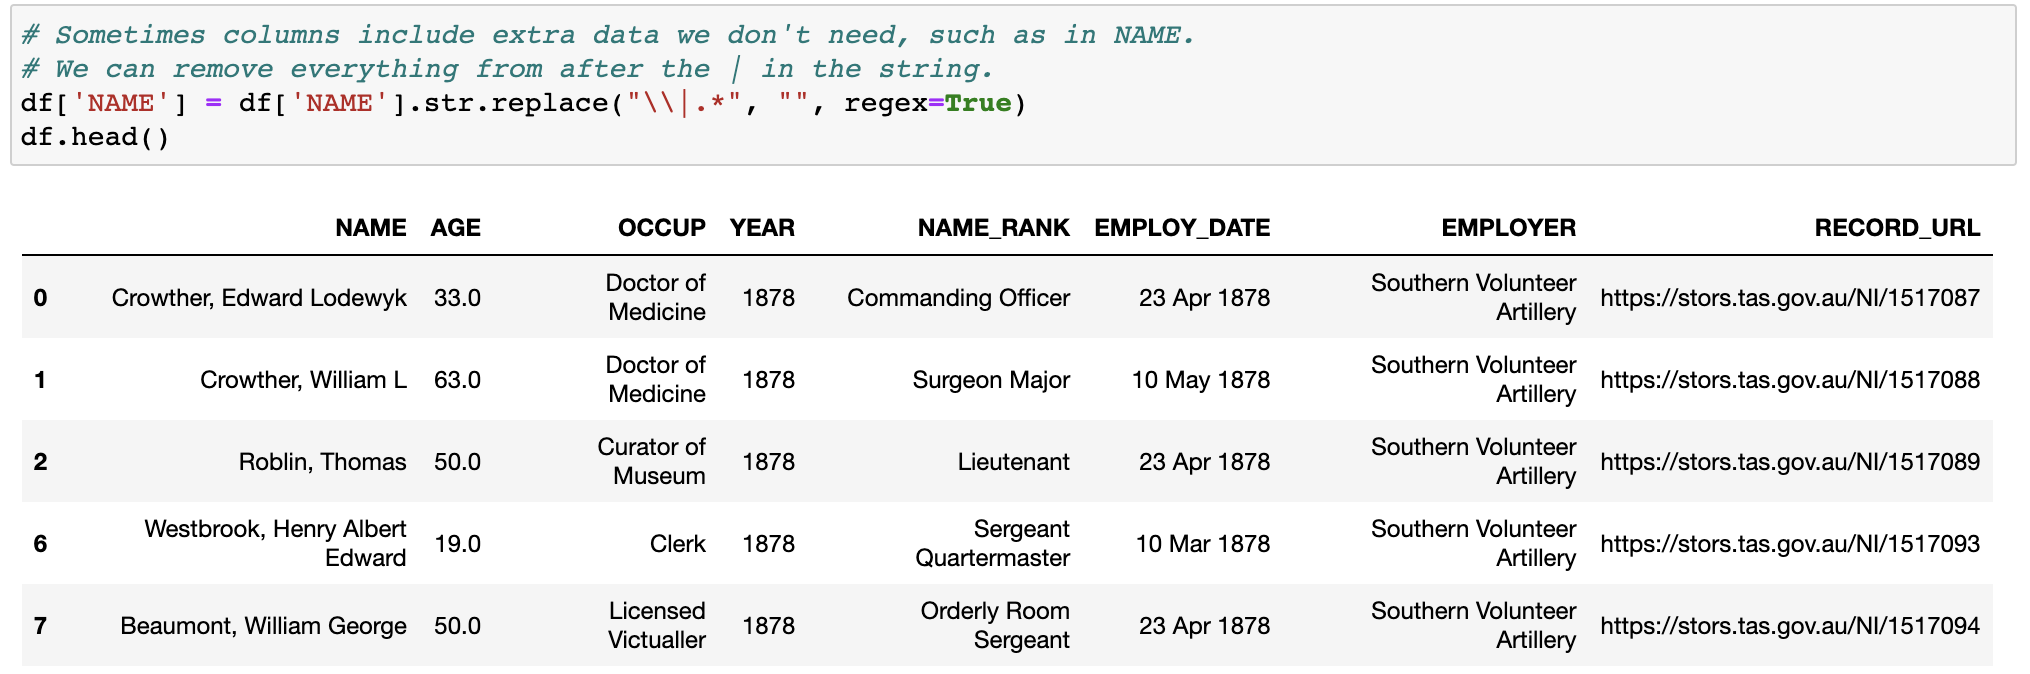 # Sometimes columns include extra data we don't need, such as in NAME.
# We can remove everything from after the | in the string.
df['NAME'] = df['NAME'].str.replace("\\|.*", "", regex=True)
df.head()
NAME AGE OCCUP YEAR NAME_RANK EMPLOY_DATE EMPLOYER RECORD_URL
0 Crowther, Edward Lodewyk 33.0 Doctor of Medicine 1878 Commanding Officer 23 Apr 1878 Southern Volunteer Artillery https://stors.tas.gov.au/NI/1517087
1 Crowther, William L 63.0 Doctor of Medicine 1878 Surgeon Major 10 May 1878 Southern Volunteer Artillery https://stors.tas.gov.au/NI/1517088
2 Roblin, Thomas 50.0 Curator of Museum 1878 Lieutenant 23 Apr 1878 Southern Volunteer Artillery https://stors.tas.gov.au/NI/1517089
6 Westbrook, Henry Albert Edward 19.0 Clerk 1878 Sergeant Quartermaster 10 Mar 1878 Southern Volunteer Artillery https://stors.tas.gov.au/NI/1517093
7 Beaumont, William George 50.0 Licensed Victualler 1878 Orderly Room Sergeant 23 Apr 1878 Southern Volunteer Artillery https://stors.tas.gov.au/NI/1517094